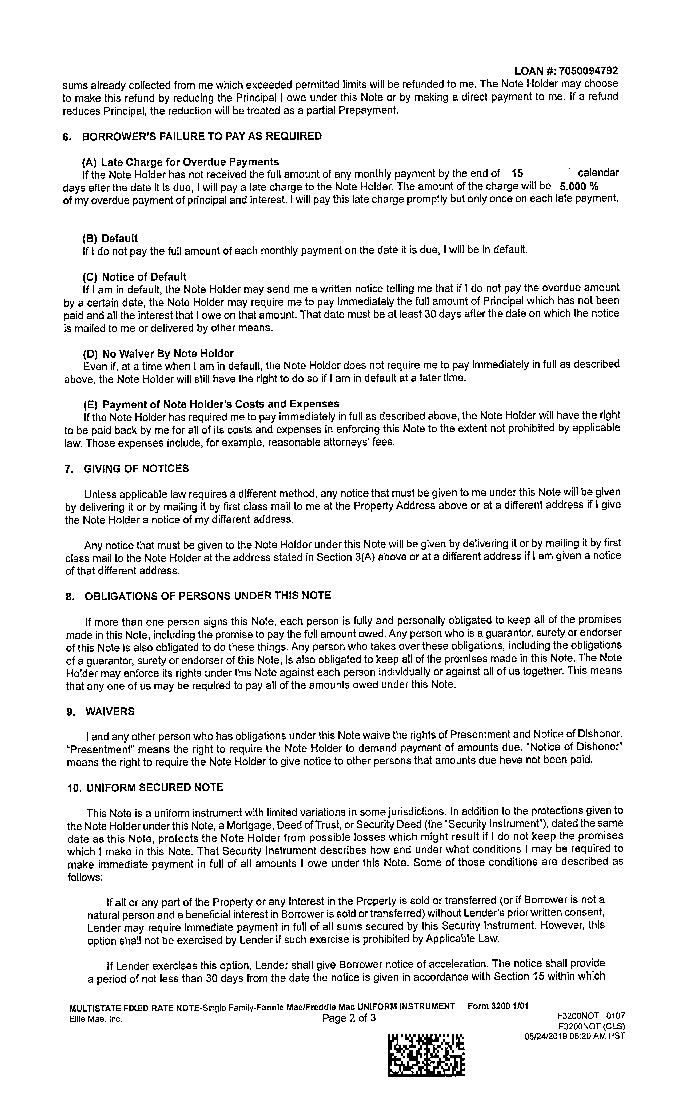 LOAN #: 7050094792
sums already collected from me which exceeded permitted limits will be refunded to me. The Note Holder may choose
to make this refund by reducing the Principal I owe under this Note or by making a direct payment to me. If a refund
reduces Principal, the reduction will be treated as a partial Prepayment.
6. BORROWER'S FAILURE TO PAY AS REQUIRED
(A) Late Charge for Overdue Payments
If the Note Holder has not received the full amount of any monthly payment by the end of 15 calendar
days after the date it is due, I will pay a late charge to the Note Holder. The amount of the charge will be 5.000 %
of my overdue payment of principal and interest. I will pay this late charge promptly but only once on each late payment.
(B) Default
If I do not pay the full amount of each monthly payment on the date it is due, I will be in default.
(C) Notice of Default
If I am in default, the Note Holder may send me a written notice telling me that if I do not pay the overdue amount
by a certain date, the Note Holder may require me to pay immediately the full amount of Principal which has not been
paid and all the interest that I owe on that amount. That date must be at least 30 days after the date on which the notice
is mailed to me or delivered by other means.
(D) No Waiver By Note Holder
Even if, at a time when I am in default, the Note Holder does not require me to pay immediately in full as described
above, the Note Holder will still have the right to do so if I am in default at a later time.
(E) Payment of Note Holder's Costs and Expenses
If the Note Holder has required me to pay immediately in full as described above, the Note Holder will have the right
to be paid back by me for all of its costs and expenses in enforcing this Note to the extent not prohibited by applicable
law. Those expenses include, for example, reasonable attorneys' fees.
7. GIVING OF NOTICES
Unless applicable law requires a different method, any notice that must be given to me under this Note will be given
by delivering it or by mailing it by first class mail to me at the Property Address above or at a different address if I give
the Note Holder a notice of my different address.
Any notice that must be given to the Note Holder under this Note will be given by delivering it or by mailing it by first
class mail to the Note Holder at the address stated in Section 3(A) above or at a different address if I am given a notice
of that different address.
8. OBLIGATIONS OF PERSONS UNDER THIS NOTE
If more than one person signs this Note, each person is fully and personally obligated to keep all of the promises
made in this Note, including the promise to pay the full amount owed. Any person who is a guarantor, surety or endorser
of this Note is also obligated to do these things. Any person who takes over these obligations, including the obligations
of a guarantor, surety or endorser of this Note, is also obligated to keep all of the promises made in this Note. The Note
Holder may enforce its rights under this Note against each person individually or against all of us together. This means
that any one of us may be required to pay all of the amounts owed under this Note.
9. WAIVERS
I and any other person who has obligations under this Note waive the rights of Presentment and Notice of Dishonor.
"Presentment" means the right to require the Note Holder to demand payment of amounts due. "Notice of Dishonor"
means the right to require the Note Holder to give notice to other persons that amounts due have not been paid.
10. UNIFORM SECURED NOTE
This Note is a uniform instrument with limited variations in some jurisdictions. In addition to the protections given to
the Note Holder under this Note, a Mortgage, Deed of Trust, or Security Deed (the "Security Instrument"), dated the same
date as this Note, protects the Note Holder from possible losses which might result if I do not keep the promises
which I make in this Note. That Security Instrument describes how and under what conditions I may be required to
make immediate payment in full of all amounts I owe under this Note. Some of those conditions are described as
follows:
If all or any part of the Property or any Interest in the Property is sold or transferred (or if Borrower is not a
natural person and a beneficial interest in Borrower is sold or transferred) without Lender's prior written consent,
Lender may require immediate payment in full of all sums secured by this Security Instrument. However, this
option shall not be exercised by Lender if such exercise is prohibited by Applicable Law.
If Lender exercises this option, Lender shall give Borrower notice of acceleration. The notice shall provide
a period of not less than 30 days from the date the notice is given in accordance with Section 15 within which
MULTISTATE FIXED RATE NOTE-Single Family-Fannie Mae/Freddie Mac UNIFORM INSTRUMENT Form 3200 1/01
Ellie Mae, Inc. Page 2 of 3 F3200NOT 0107
F3200NOT (CLS)
05/24/2019 06:20 AM PST